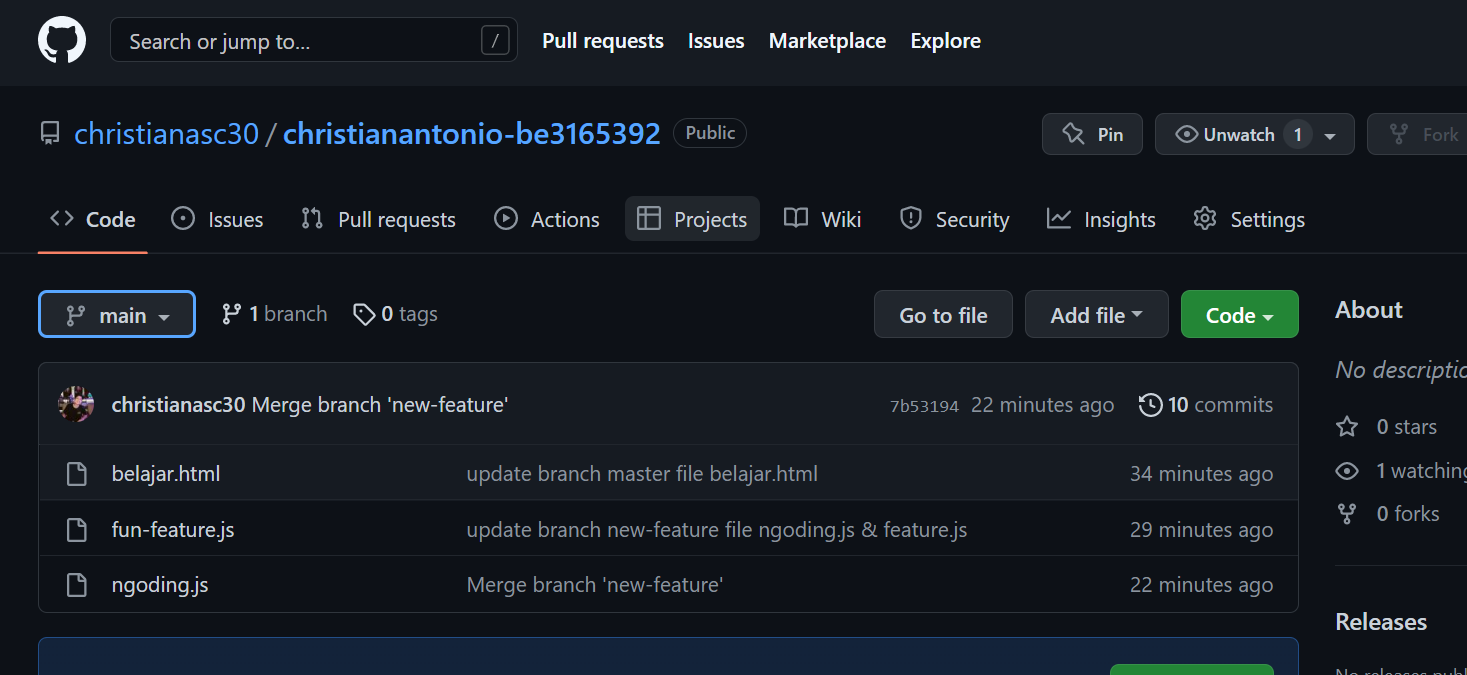 Search or jump to... / Pull requests Issues Marketplace Explore
christianasc30 / christianantonio-be3165392 Public Pin Unwatch 1 Fork
Code Issues Pull requests Actions Projects Wiki Security Insights Settings
main 1 branch 0 tags Go to file Add file Code
About
No descriptio
christianasc30 Merge branch 'new-feature' 7b53194 22 minutes ago 10 commits
0 stars
belajar.html update branch master file belajar.html 34 minutes ago
1 watching
fun-feature.js update branch new-feature file ngoding.js & feature.js 29 minutes ago
0 forks
ngoding.js Merge branch 'new-feature' 22 minutes ago
Releases
No releases publ